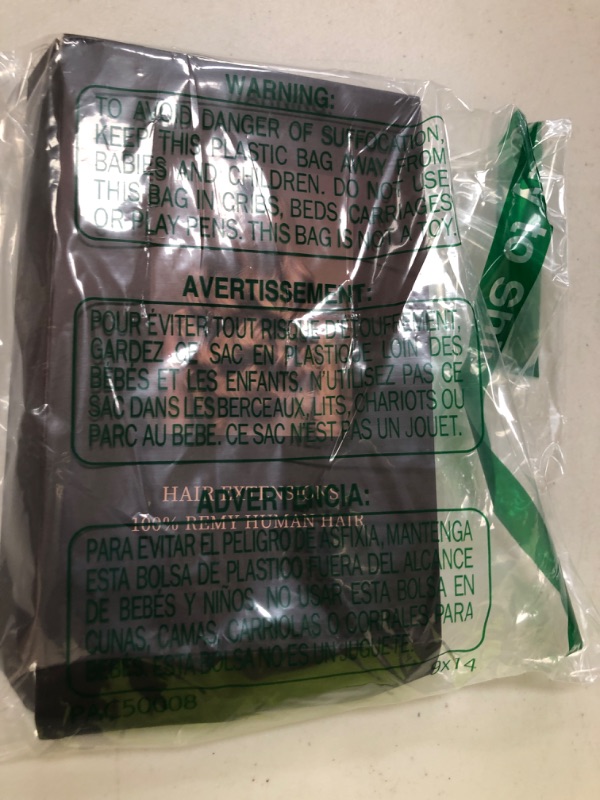 WARNING:
TO AVOID DANGER OF SUFFOCATION,
KEEP THIS PLASTIC BAG AWAY FROM
BABIES AND CHILDREN. DO NOT USE
THIS BAG IN CRIBS, BEDS, CARRIAGES
OR PLAY PENS. THIS BAG IS NOT A TOY.
AVERTISSEMENT:
POUR ÉVITER TOUT RISQUE D'ÉTOUFFEMENT,
GARDEZ CE SAC EN PLASTIQUE LOIN DES
BÉBÉS ET LES ENFANTS. N'UTILISEZ PAS CE
SAC DANS LES BERCEAUX, LITS, CHARIOTS OU
PARC AU BEBE. CE SAC N'EST PAS UN JOUET.
HAIR EXTENSIONS
100% REMY HUMAN HAIR
ADVERTENCIA:
PARA EVITAR EL PELIGRO DE ASFIXIA, MANTENGA
ESTA BOLSA DE PLASTICO FUERA DEL ALCANCE
DE BEBÉS Y NIÑOS. NO USAR ESTA BOLSA EN
CUNAS, CAMAS, CARRIOLAS O CORRALES PARA
BEBÉS. ESTA BOLSA NO ES UN JUGUETE.
9x14
to Shi